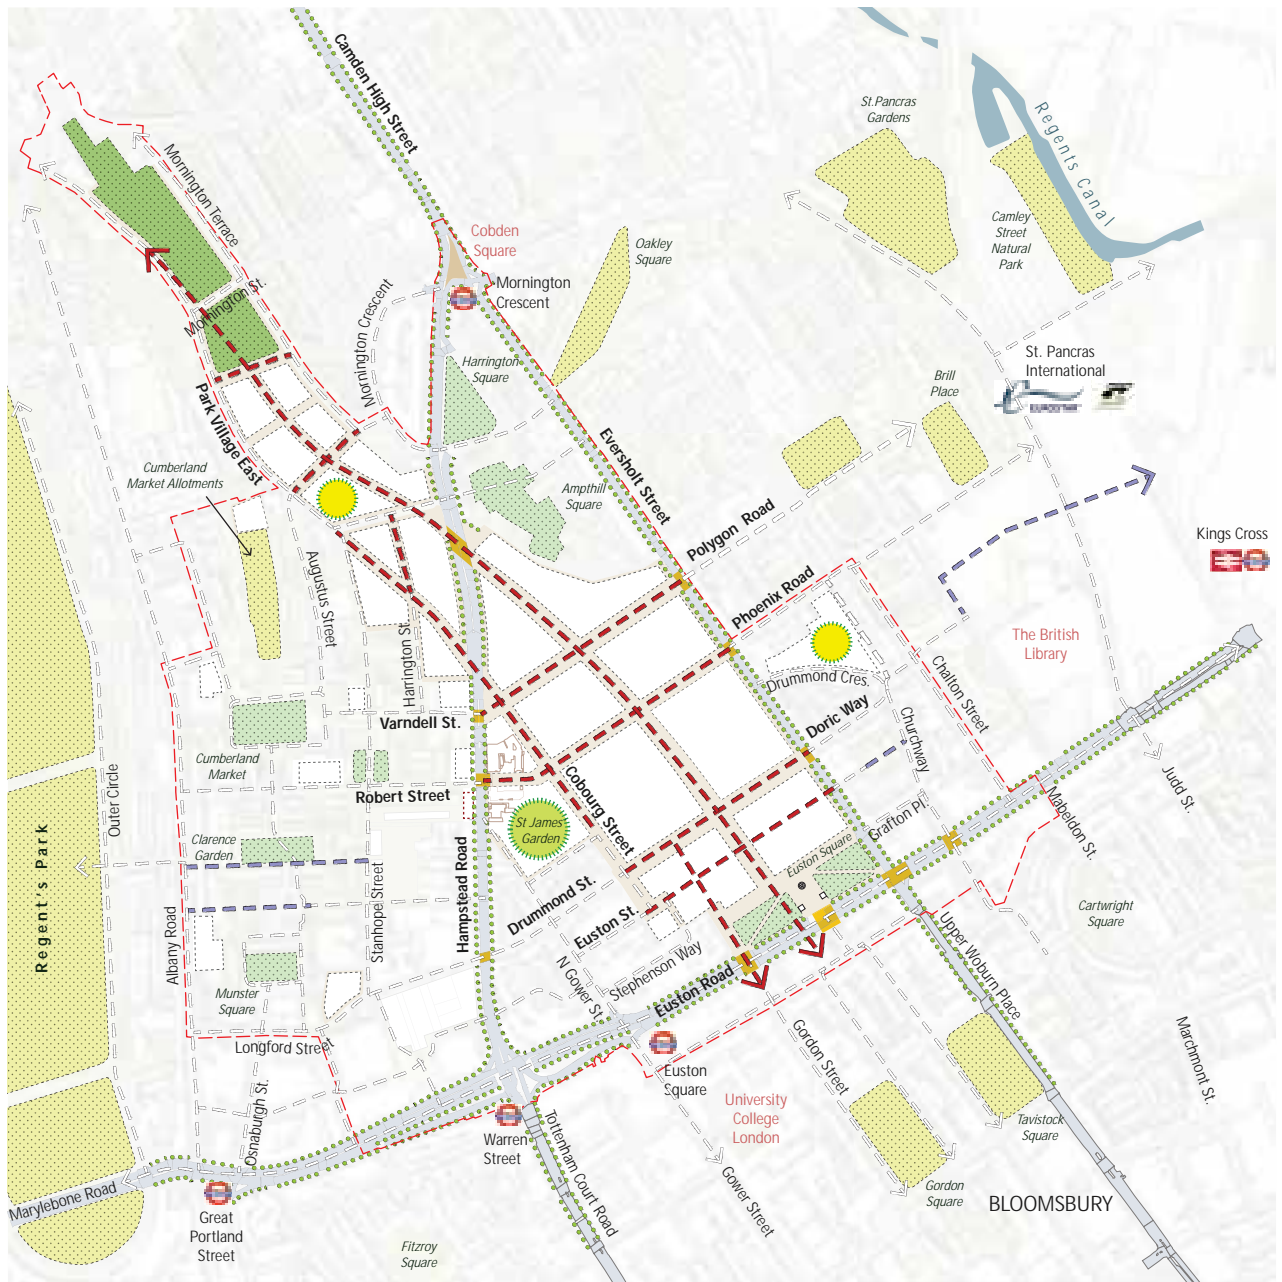 Camden High Street
St.Pancras
Gardens
Regents Canal
Camley
Street
Natural
Park
Mornington Terrace
Cobden
Square
Oakley
Square
Mornington
Crescent
Mornington St.
Mornington Crescent
Harrington
Square
St. Pancras
International
Brill
Place
Park Village East
Cumberland
Market Allotments
Eversholt Street
Ampthill
Square
Polygon Road
Kings Cross
Augustus Street
Phoenix Road
The British
Library
Harrington St.
Drummond Cres.
Chalton Street
Varndell St.
Doric Way
Churchway
Cumberland
Market
Outer Circle
Robert Street
Cobourg Street
St James
Garden
Judd St.
Mabeldon St.
Grafton Pl.
Clarence
Garden
Regent's Park
Euston Square
Stanhope Street
Hampstead Road
Drummond St.
Albany Road
Euston St.
Cartwright
Square
Upper Woburn Place
N Gower St.
Stephenson Way
Euston Road
Munster
Square
Longford Street
Gordon Street
Marchmont St.
Euston
Square
University
College
London
Osnaburgh St.
Warren
Street
Tottenham Court Road
Tavistock
Square
Gower Street
Gordon
Square
BLOOMSBURY
Marylebone Road
Great
Portland
Street
Fitzroy
Square